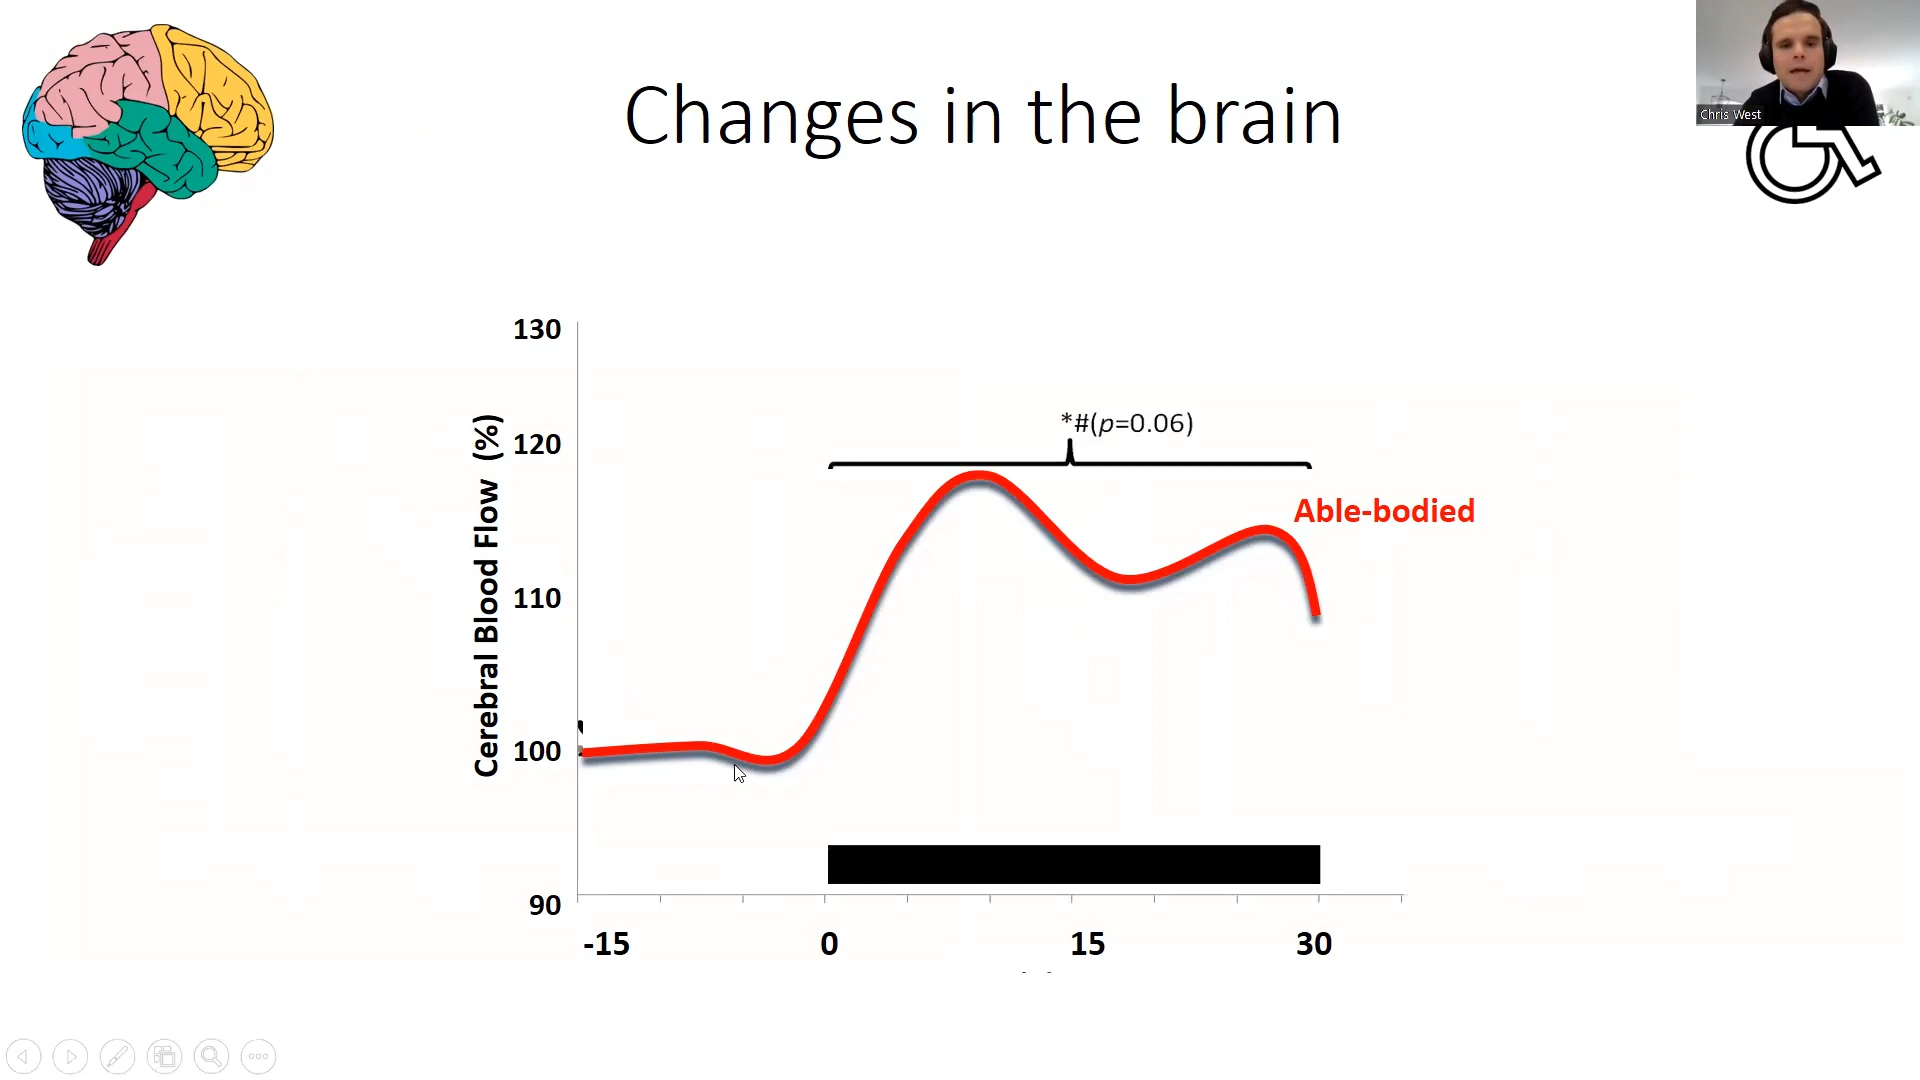 Changes in the brain
Chris West
130
120
110
100
90
Cerebral Blood Flow (%)
*#(p=0.06)
Able-bodied
-15
0
15
30